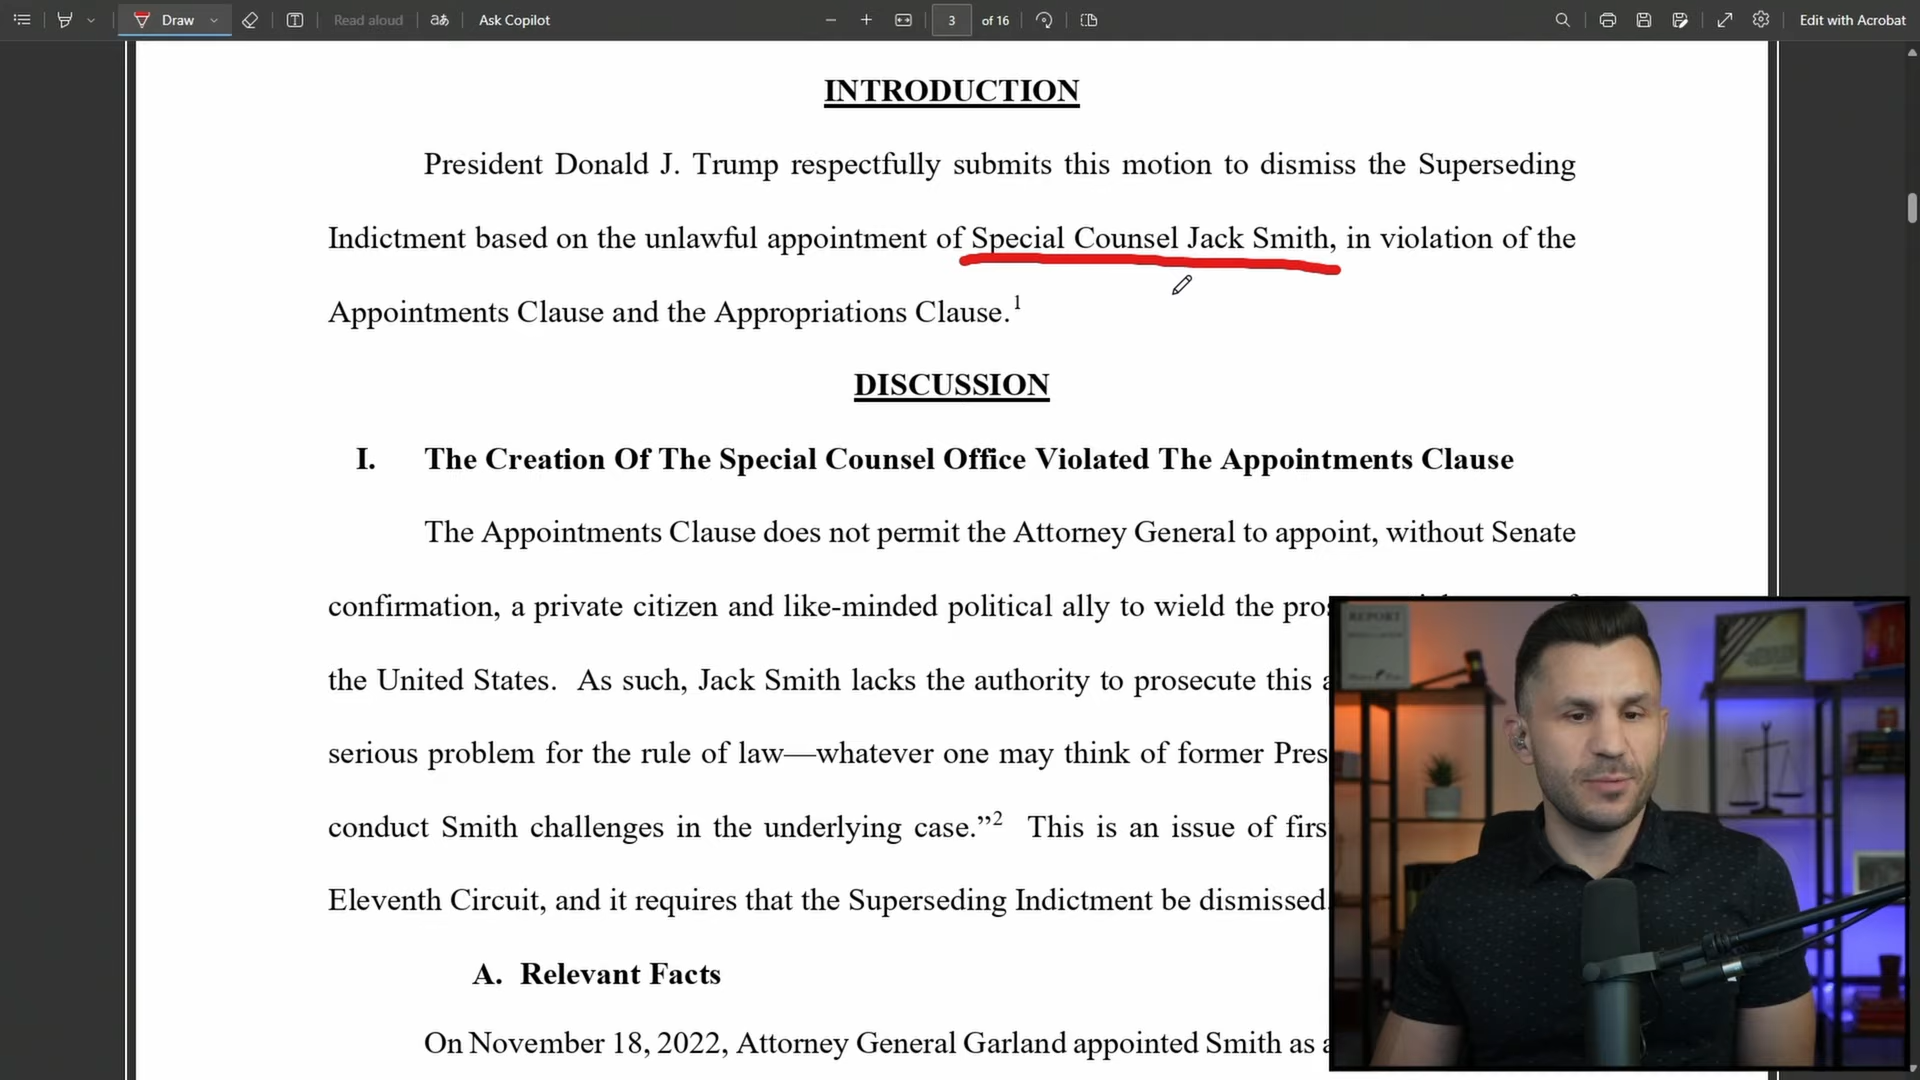 Draw
Read aloud
aあ
Ask Copilot
3
of 16
Edit with Acrobat
INTRODUCTION
President Donald J. Trump respectfully submits this motion to dismiss the Superseding
Indictment based on the unlawful appointment of Special Counsel Jack Smith, in violation of the
Appointments Clause and the Appropriations Clause.1
DISCUSSION
I. The Creation Of The Special Counsel Office Violated The Appointments Clause
The Appointments Clause does not permit the Attorney General to appoint, without Senate
confirmation, a private citizen and like-minded political ally to wield the
the United States. As such, Jack Smith lacks the authority to prosecute this
serious problem for the rule of law—whatever one may think of former
conduct Smith challenges in the underlying case.”2 This is an issue of
Eleventh Circuit, and it requires that the Superseding Indictment be dismissed.
A. Relevant Facts
On November 18, 2022, Attorney General Garland appointed Smith as
REPORT